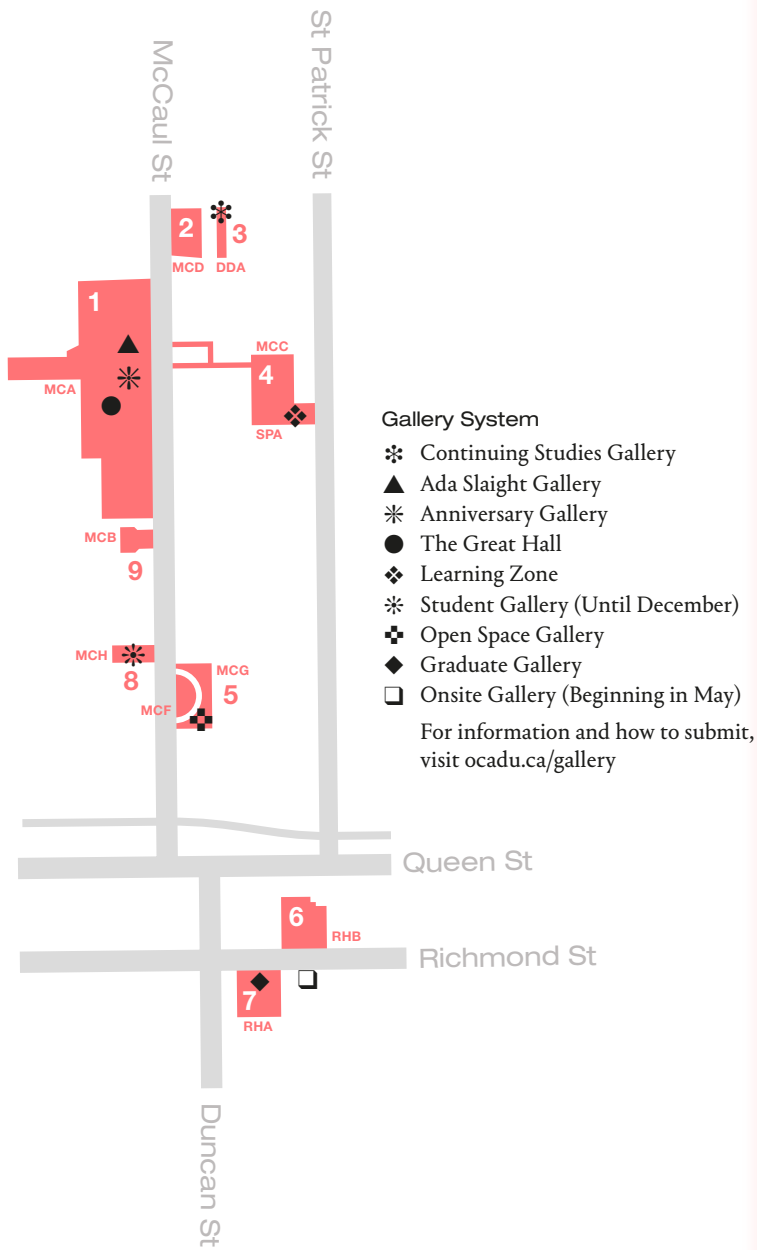 St Patrick St
McCaul St
2
3
MCD
DDA
1
MCC
4
MCA
SPA
MCB
9
MCH
8
MCG
5
MCF
Gallery System
Continuing Studies Gallery
Ada Slaight Gallery
Anniversary Gallery
The Great Hall
Learning Zone
Student Gallery (Until December)
Open Space Gallery
Graduate Gallery
Onsite Gallery (Beginning in May)
For information and how to submit,
visit ocadu.ca/gallery
Queen St
6
RHB
Richmond St
7
RHA
Duncan St